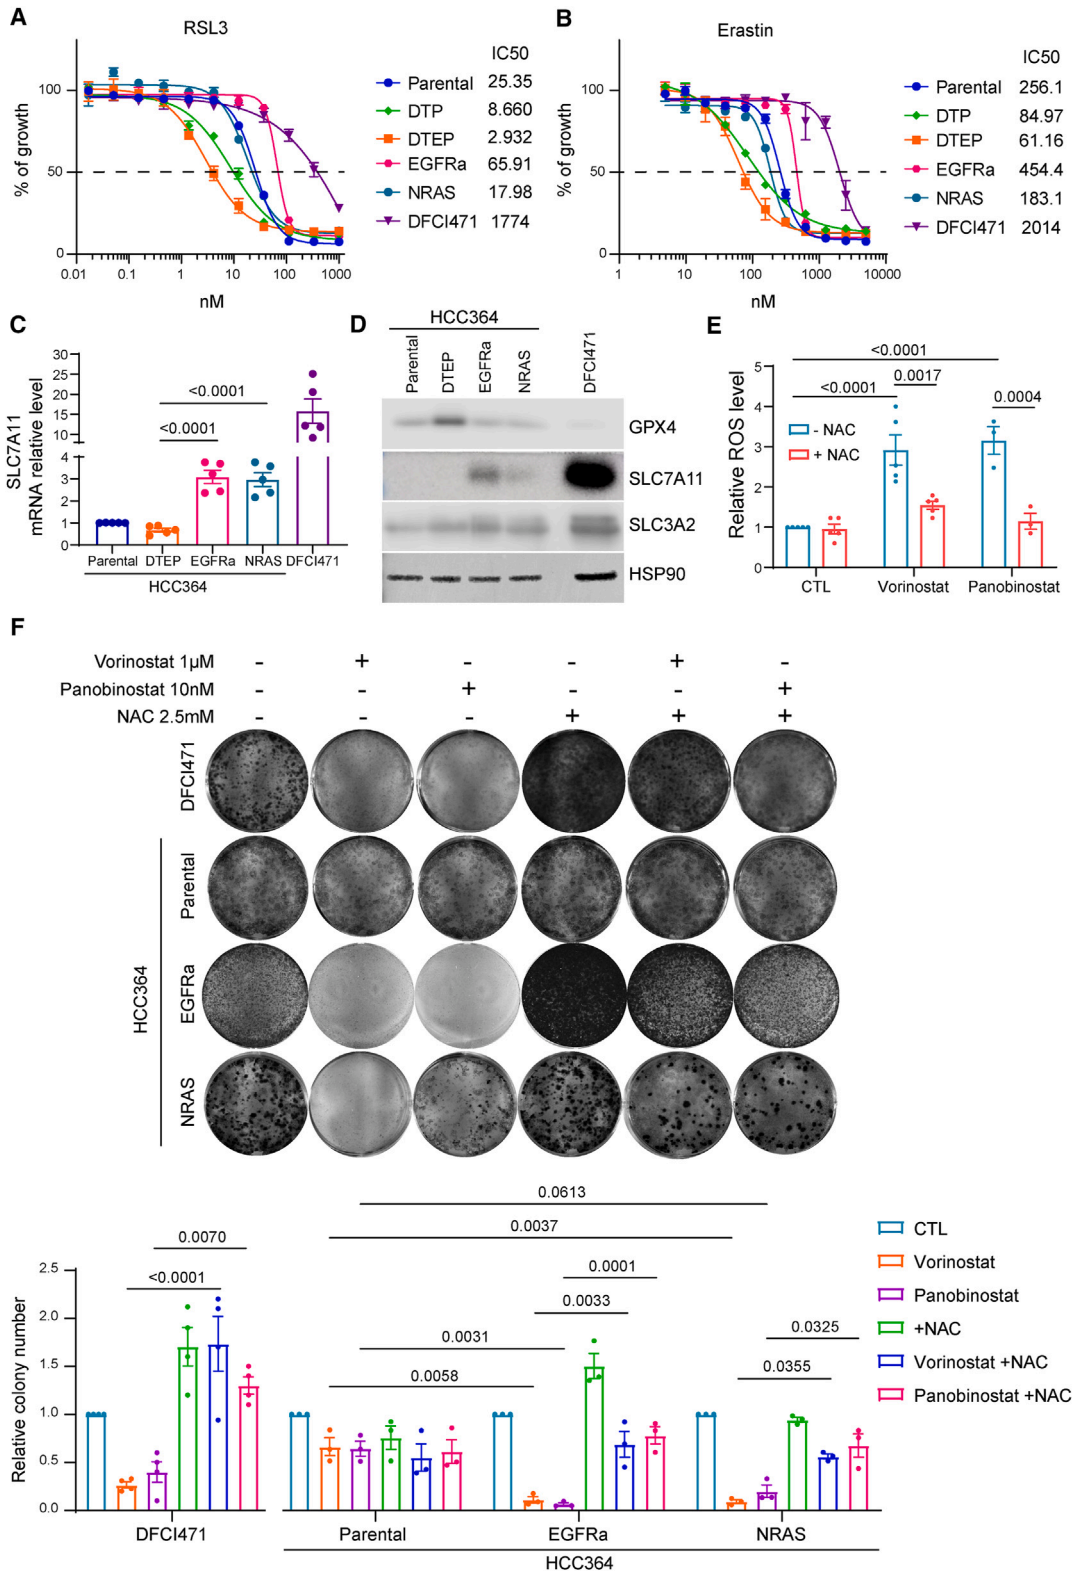 A
RSL3
% of growth
100
50
0
0.01
0.1
1
10
100
1000
nM
IC50
Parental 25.35
DTP 8.660
DTEP 2.932
EGFRa 65.91
NRAS 17.98
DFCI471 1774
B
Erastin
% of growth
100
50
0
1
10
100
1000
10000
nM
IC50
Parental 256.1
DTP 84.97
DTEP 61.16
EGFRa 454.4
NRAS 183.1
DFCI471 2014
C
SLC7A11
mRNA relative level
30
25
20
15
10
4
3
2
1
0
<0.0001
<0.0001
Parental DTEP EGFRa NRAS DFCI471
HCC364
D
HCC364
Parental
DTEP
EGFRa
NRAS
DFCI471
GPX4
SLC7A11
SLC3A2
HSP90
E
Relative ROS level
5
4
3
2
1
0
<0.0001
<0.0001
0.0017
0.0004
- NAC
+ NAC
CTL Vorinostat Panobinostat
F
Vorinostat 1µM - + - - + -
Panobinostat 10nM - - + - - +
NAC 2.5mM - - - + + +
DFCI471
HCC364
Parental
EGFRa
NRAS
Relative colony number
2.5
2.0
1.5
1.0
0.5
0.0
0.0070
<0.0001
0.0613
0.0037
0.0031
0.0058
0.0001
0.0033
0.0325
0.0355
DFCI471
Parental
EGFRa
NRAS
HCC364
CTL
Vorinostat
Panobinostat
+NAC
Vorinostat +NAC
Panobinostat +NAC